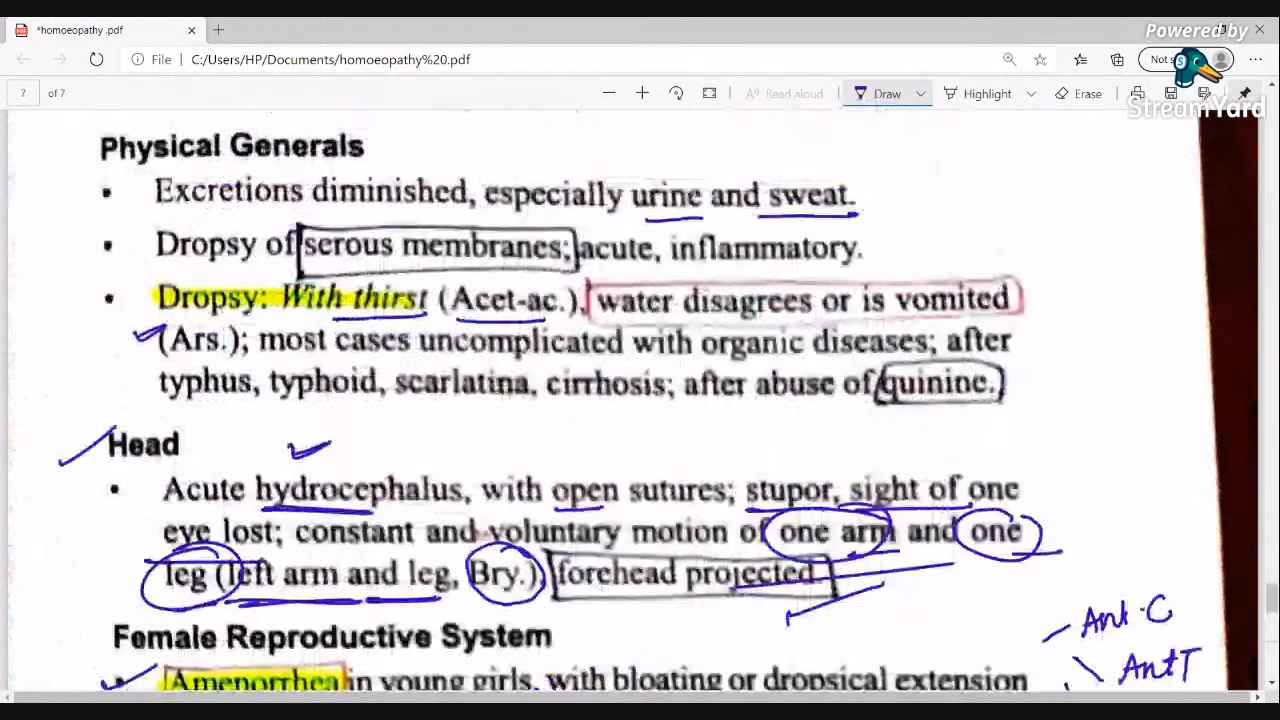 *homoeopathy .pdf
Powered by
File
C:/Users/HP/Documents/homoeopathy%20.pdf
Not s
7 of 7
Read aloud
Draw
Highlight
Erase
StreamYard
Physical Generals
• Excretions diminished, especially urine and sweat.
• Dropsy of serous membranes; acute, inflammatory.
• Dropsy: With thirst (Acet-ac.), water disagrees or is vomited
(Ars.); most cases uncomplicated with organic diseases; after
typhus, typhoid, scarlatina, cirrhosis; after abuse of quinine.
Head
• Acute hydrocephalus, with open sutures; stupor, sight of one
eye lost; constant and voluntary motion of one arm and one
leg (left arm and leg, Bry.) forehead projected.
Ant·C
Female Reproductive System
AntT
• Amenorrhea in young girls, with bloating or dropsical extension